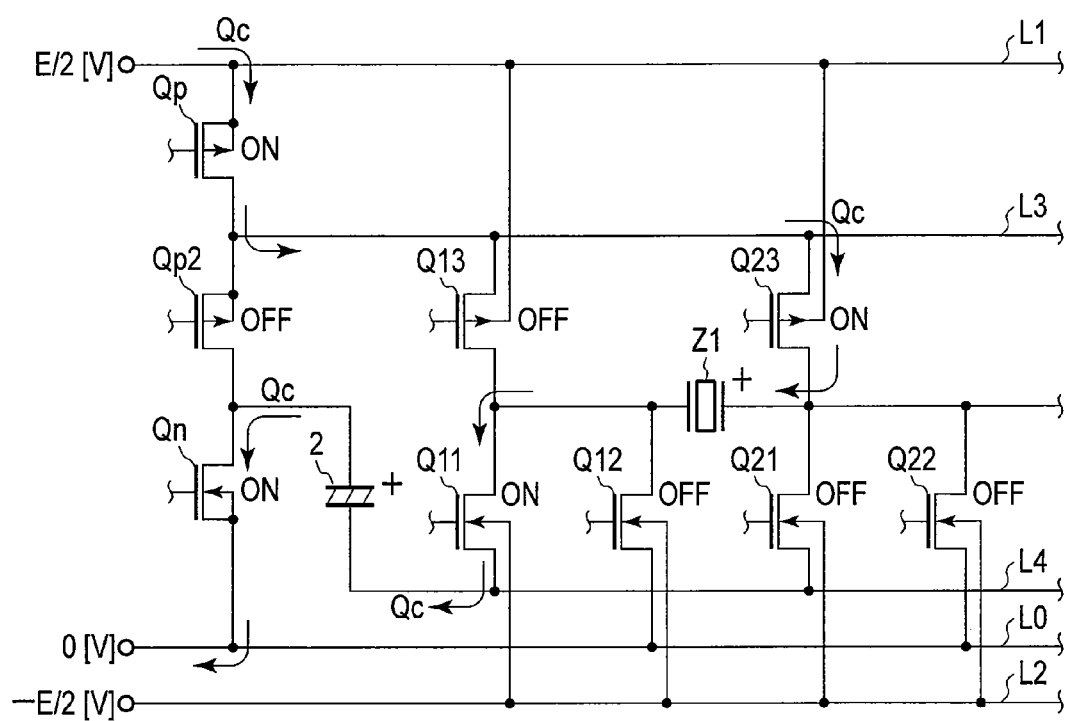 Qc
L1
E/2 [V]
Qp
ON
Qc
L3
Qp2
Q13
Q23
OFF
OFF
ON
Z1
+
Qc
Qn
2
+
Q11
Q12
Q21
Q22
ON
ON
OFF
OFF
OFF
L4
Qc
L0
0 [V]
L2
−E/2 [V]